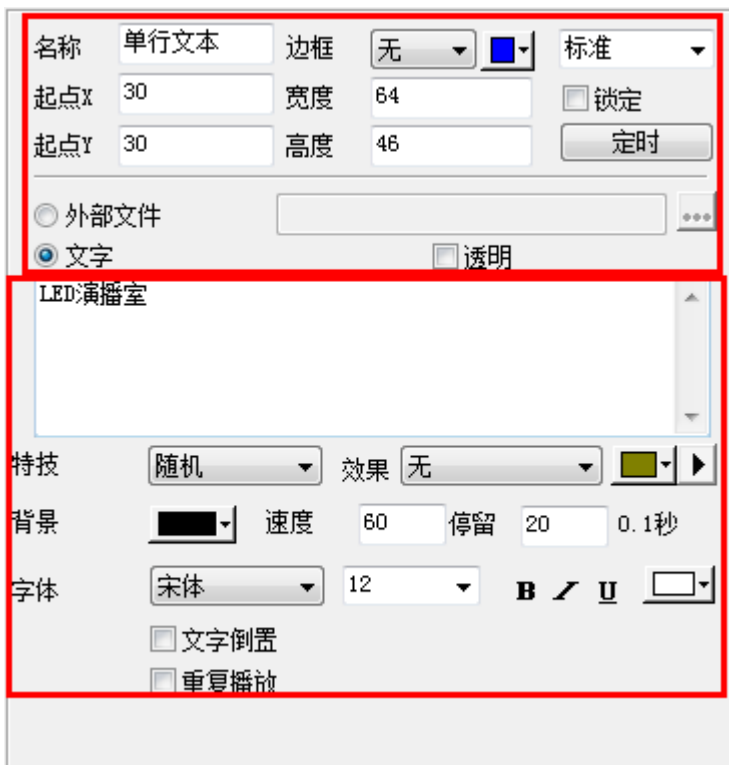 名称 单行文本 边框 无 标准
起点X 30 宽度 64 锁定
起点Y 30 高度 46 定时
外部文件
文字 透明
LED演播室
特技 随机 效果 无
背景 速度 60 停留 20 0.1秒
字体 宋体 12 B I U
文字倒置
重复播放